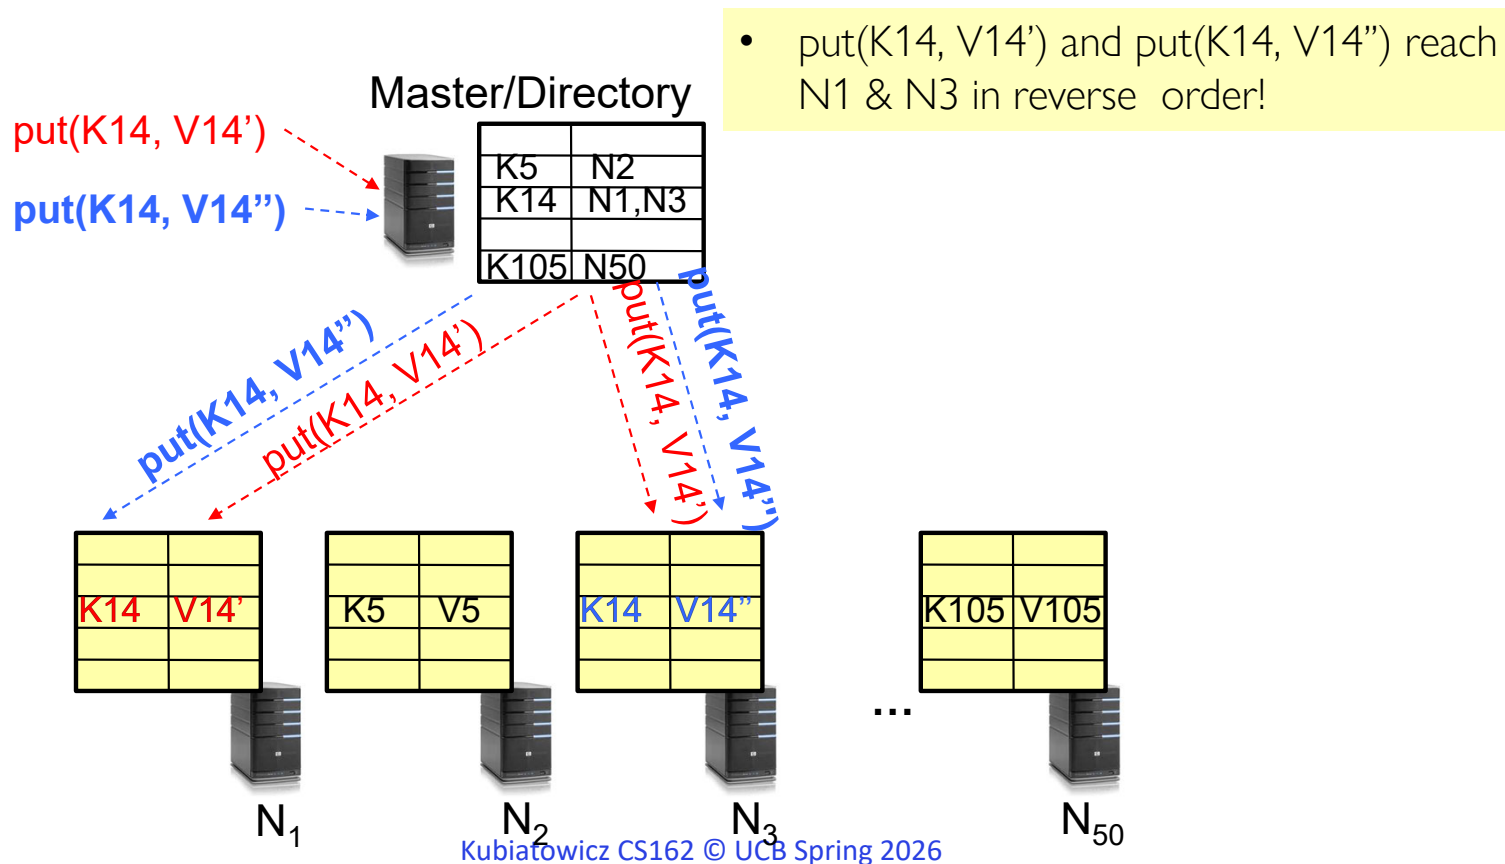 • put(K14, V14’) and put(K14, V14”) reach
N1 & N3 in reverse order!
Master/Directory
put(K14, V14’)
put(K14, V14”)
K5 N2
K14 N1,N3
K105 N50
put(K14, V14”)
put(K14, V14’)
put(K14, V14’)
put(K14, V14”)
K14 V14’
K5 V5
K14 V14”
K105 V105
...
N1
N2
N3
N50
Kubiatowicz CS162 © UCB Spring 2026